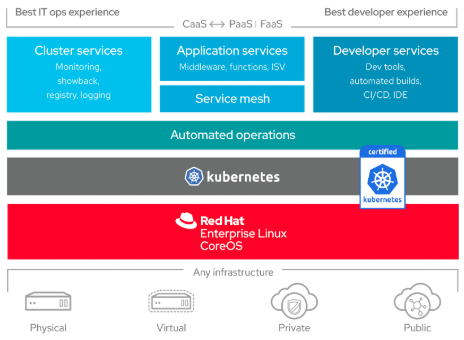 Best IT ops experience
Best developer experience
CaaS ↔ PaaS | FaaS
Cluster services
Monitoring,
showback,
registry, logging
Application services
Middleware, functions, ISV
Service mesh
Developer services
Dev tools,
automated builds,
CI/CD, IDE
Automated operations
kubernetes
certified
kubernetes
Red Hat
Enterprise Linux
CoreOS
Any infrastructure
Physical
Virtual
Private
Public